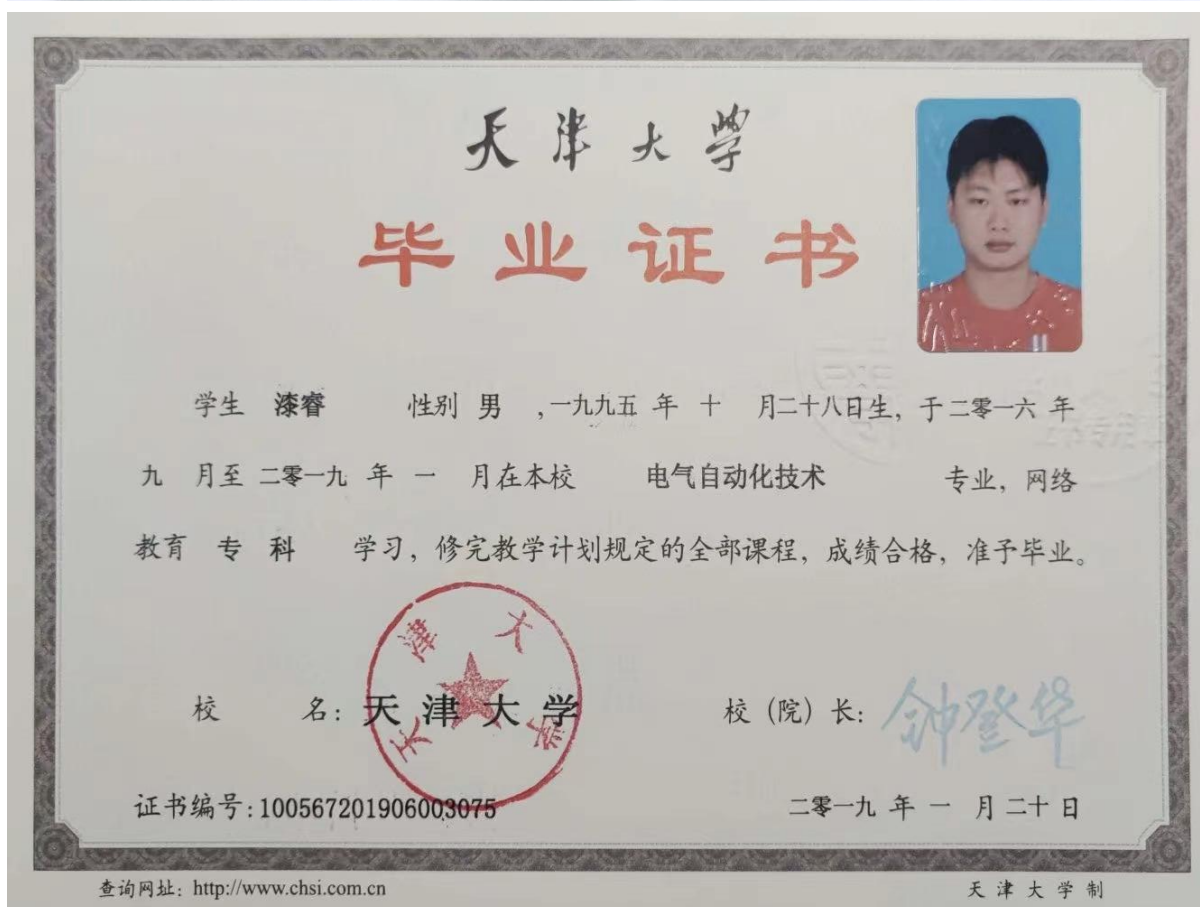 天津大学
毕业证书
学生 漆睿 性别 男 ,一九九五 年 十 月二十八日生，于二零一六 年
九 月至 二零一九 年 一 月在本校 电气自动化技术 专业，网络
教育 专 科 学习，修完教学计划规定的全部课程，成绩合格，准予毕业。
天津大学
校 名：天津大学 校（院）长：钟登华
证书编号:100567201906003075 二零一九 年 一 月二十日
查询网址：http://www.chsi.com.cn 天津大学制